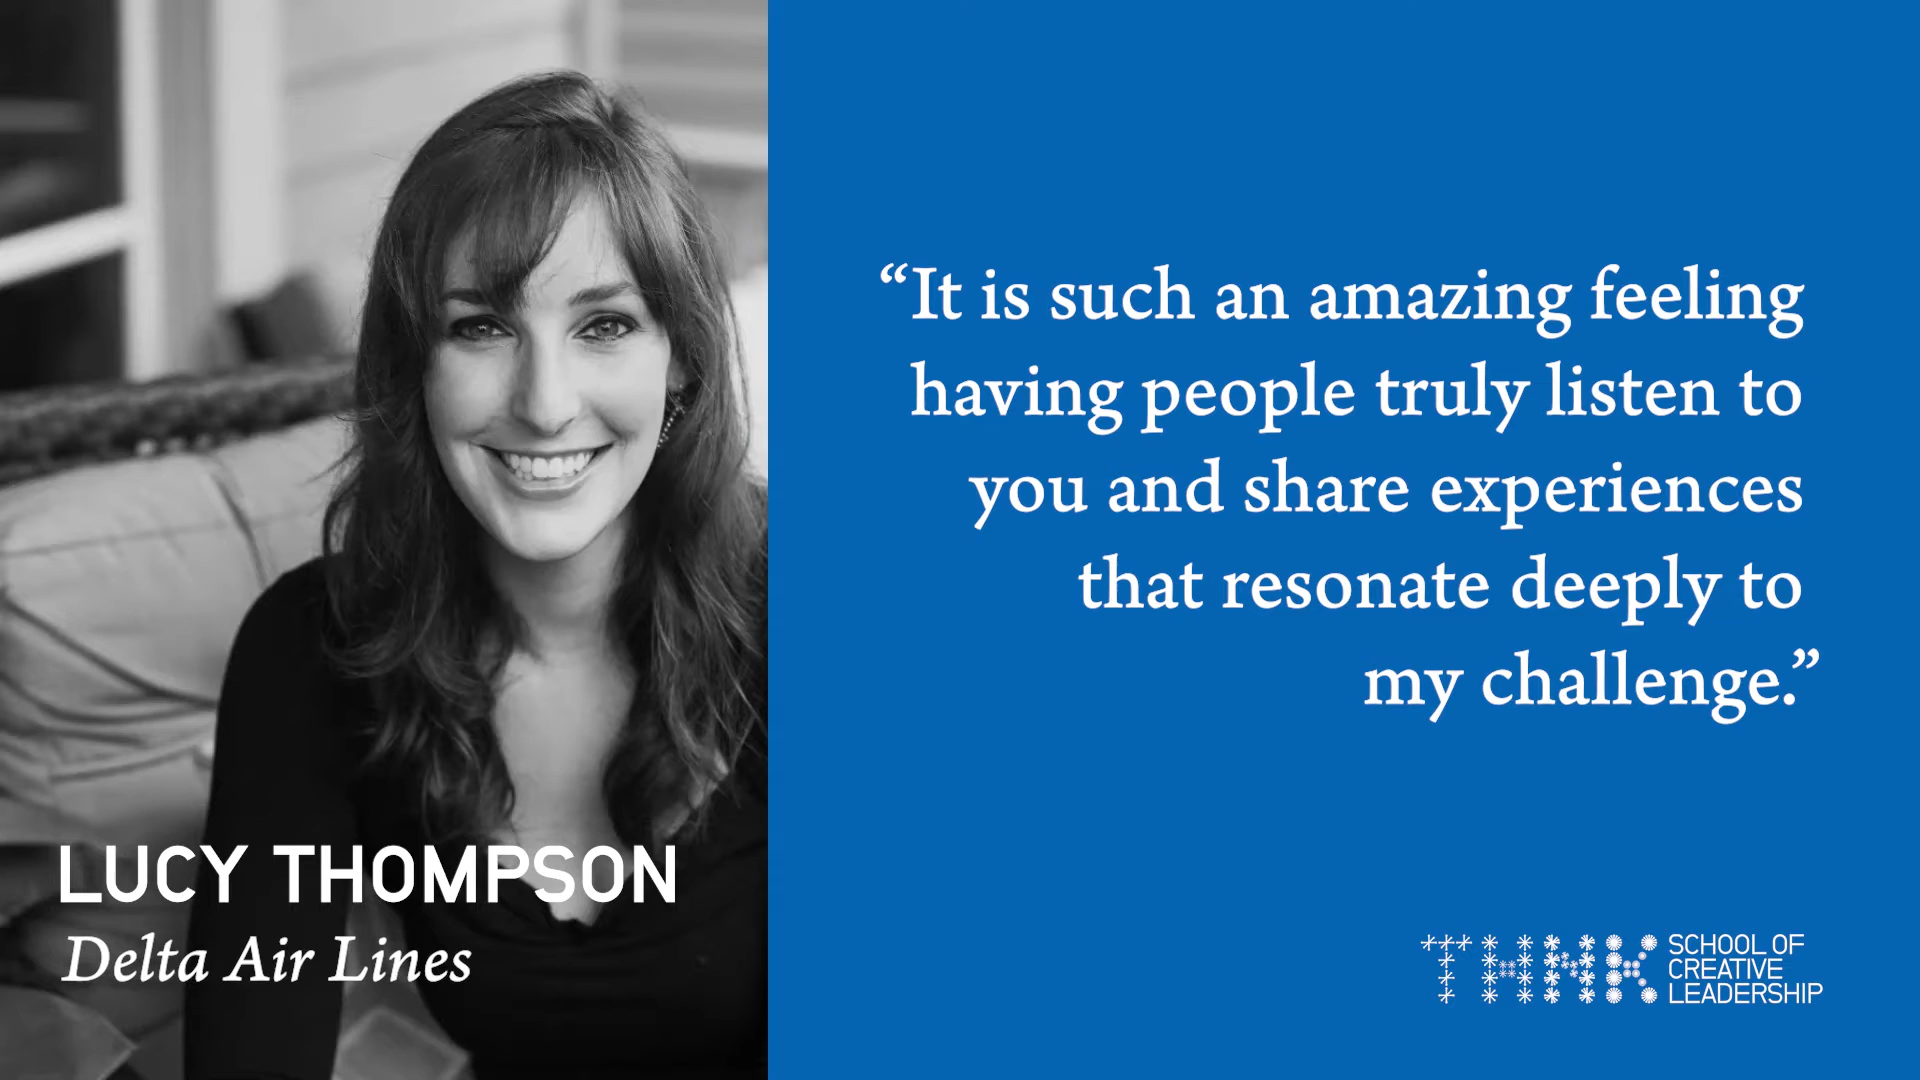 “It is such an amazing feeling
having people truly listen to
you and share experiences
that resonate deeply to
my challenge.”
LUCY THOMPSON
Delta Air Lines
THNK SCHOOL OF
CREATIVE
LEADERSHIP